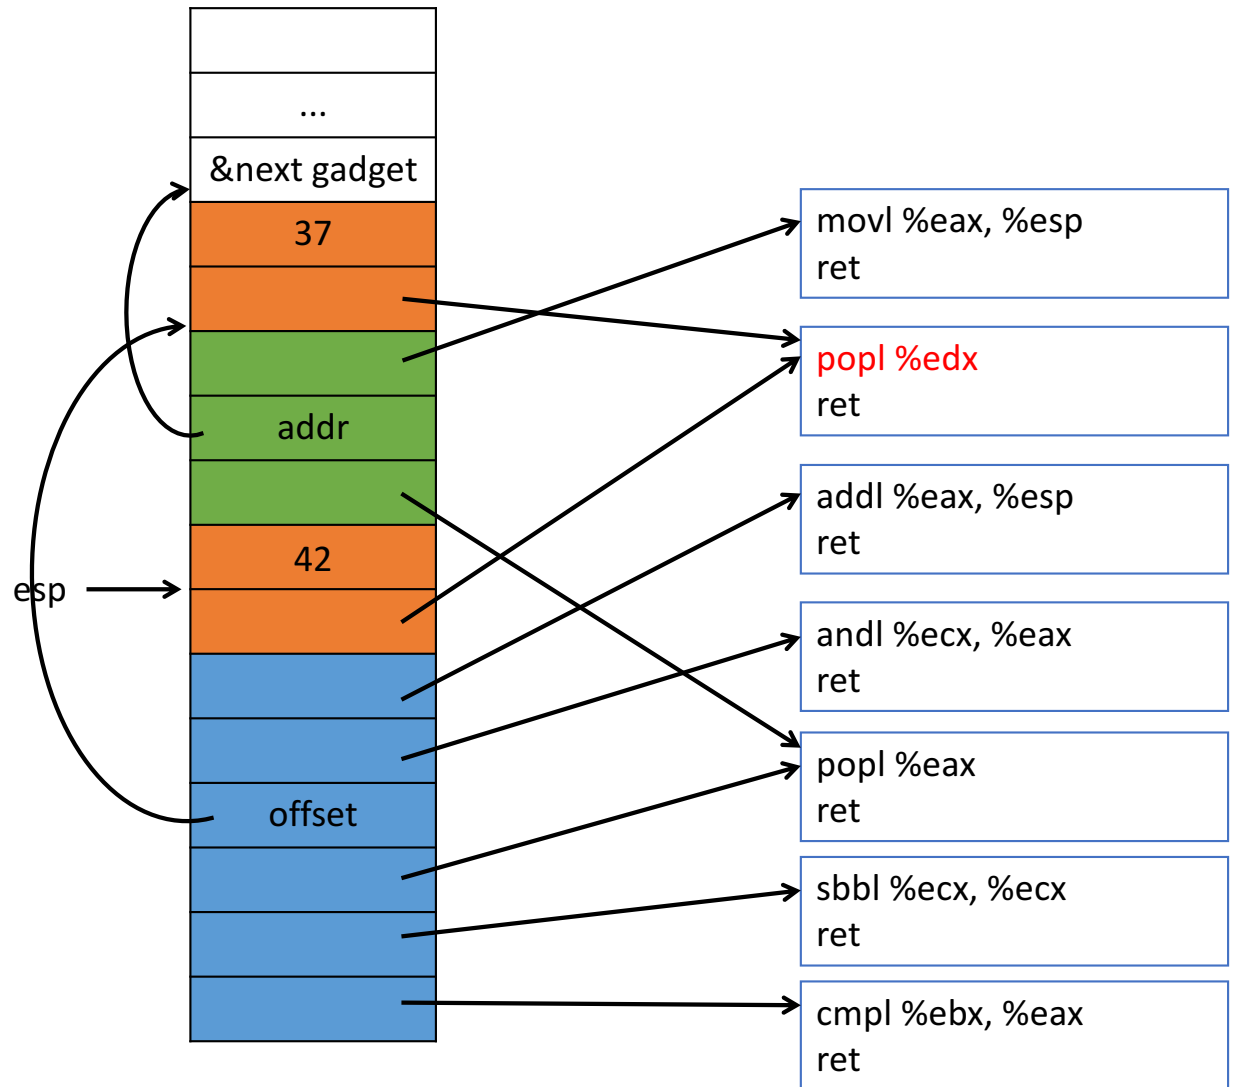 ...
&next gadget
37
addr
42
esp
offset
movl %eax, %esp
ret
popl %edx
ret
addl %eax, %esp
ret
andl %ecx, %eax
ret
popl %eax
ret
sbbl %ecx, %ecx
ret
cmpl %ebx, %eax
ret